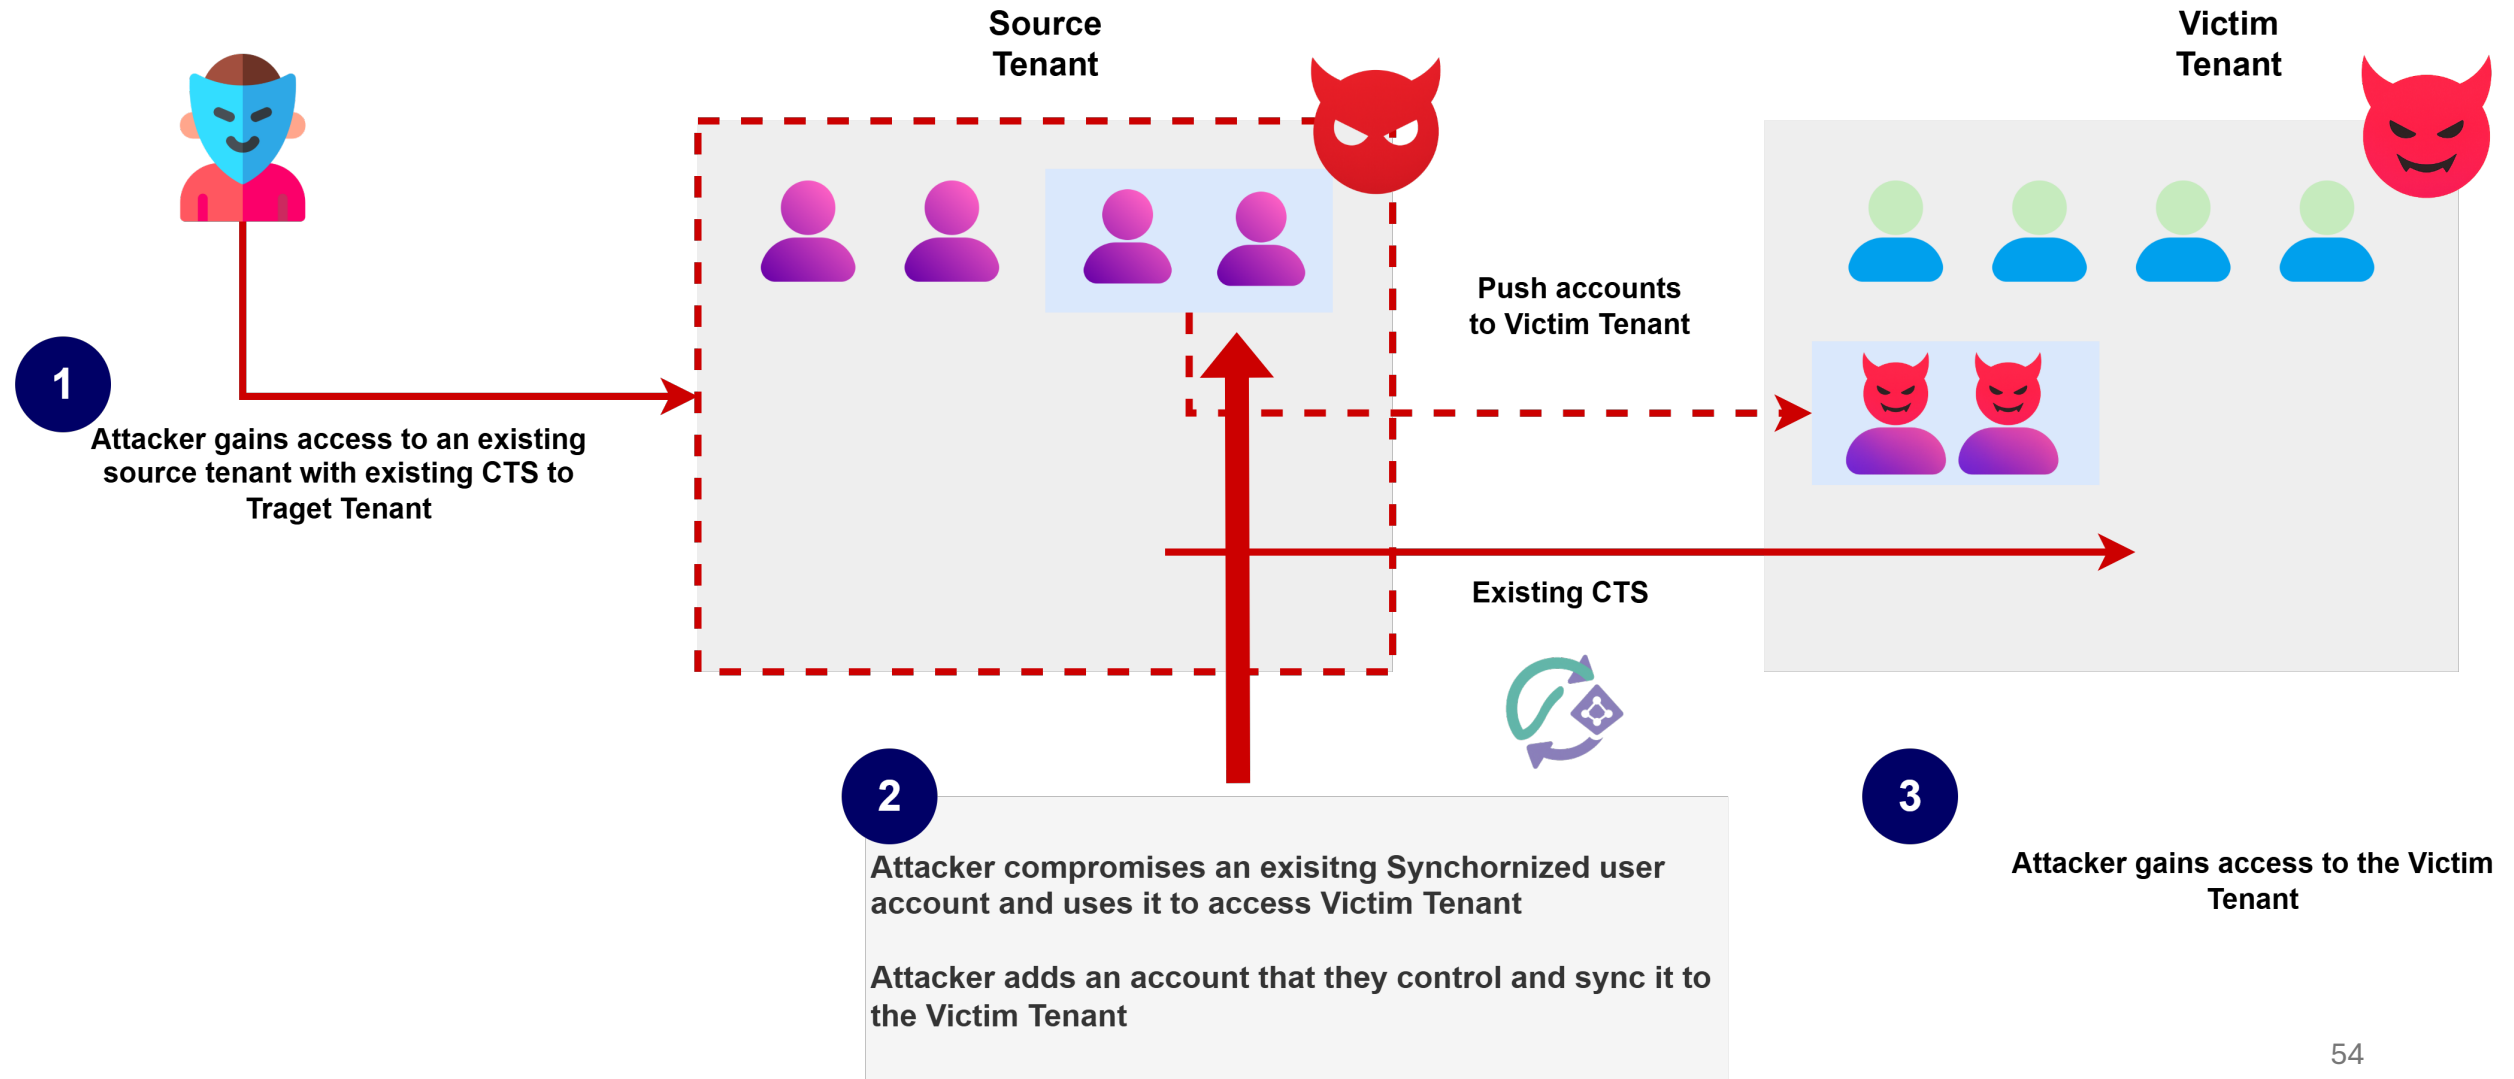 Source
Tenant
Victim
Tenant
Push accounts
to Victim Tenant
1
Attacker gains access to an existing
source tenant with existing CTS to
Traget Tenant
Existing CTS
2
Attacker compromises an exisitng Synchornized user
account and uses it to access Victim Tenant
Attacker adds an account that they control and sync it to
the Victim Tenant
3
Attacker gains access to the Victim
Tenant
54